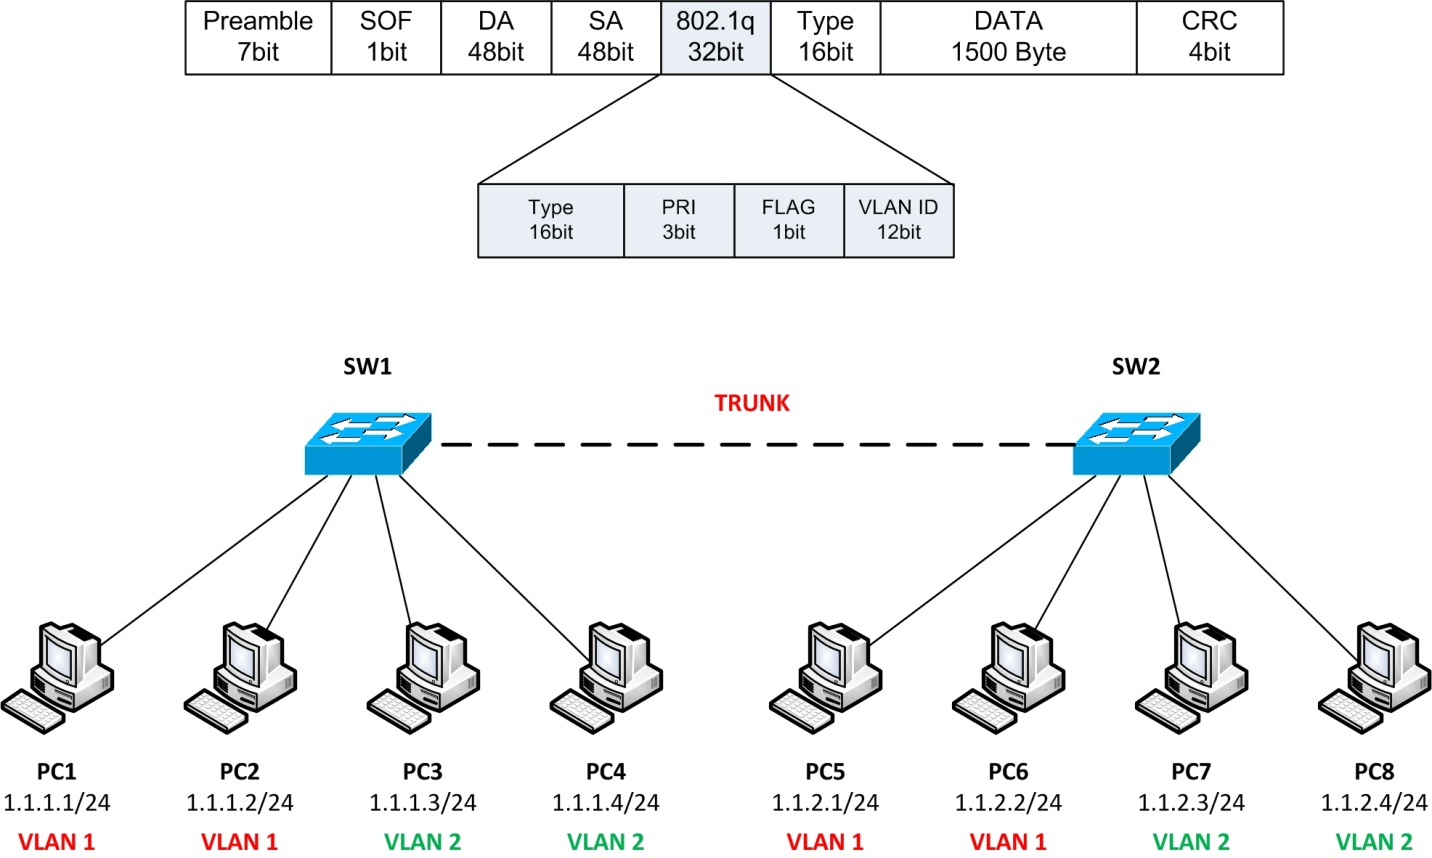 Preamble
7bit
SOF
1bit
DA
48bit
SA
48bit
802.1q
32bit
Type
16bit
DATA
1500 Byte
CRC
4bit
Type
16bit
PRI
3bit
FLAG
1bit
VLAN ID
12bit
SW1
SW2
TRUNK
PC1
1.1.1.1/24
VLAN 1
PC2
1.1.1.2/24
VLAN 1
PC3
1.1.1.3/24
VLAN 2
PC4
1.1.1.4/24
VLAN 2
PC5
1.1.2.1/24
VLAN 1
PC6
1.1.2.2/24
VLAN 1
PC7
1.1.2.3/24
VLAN 2
PC8
1.1.2.4/24
VLAN 2